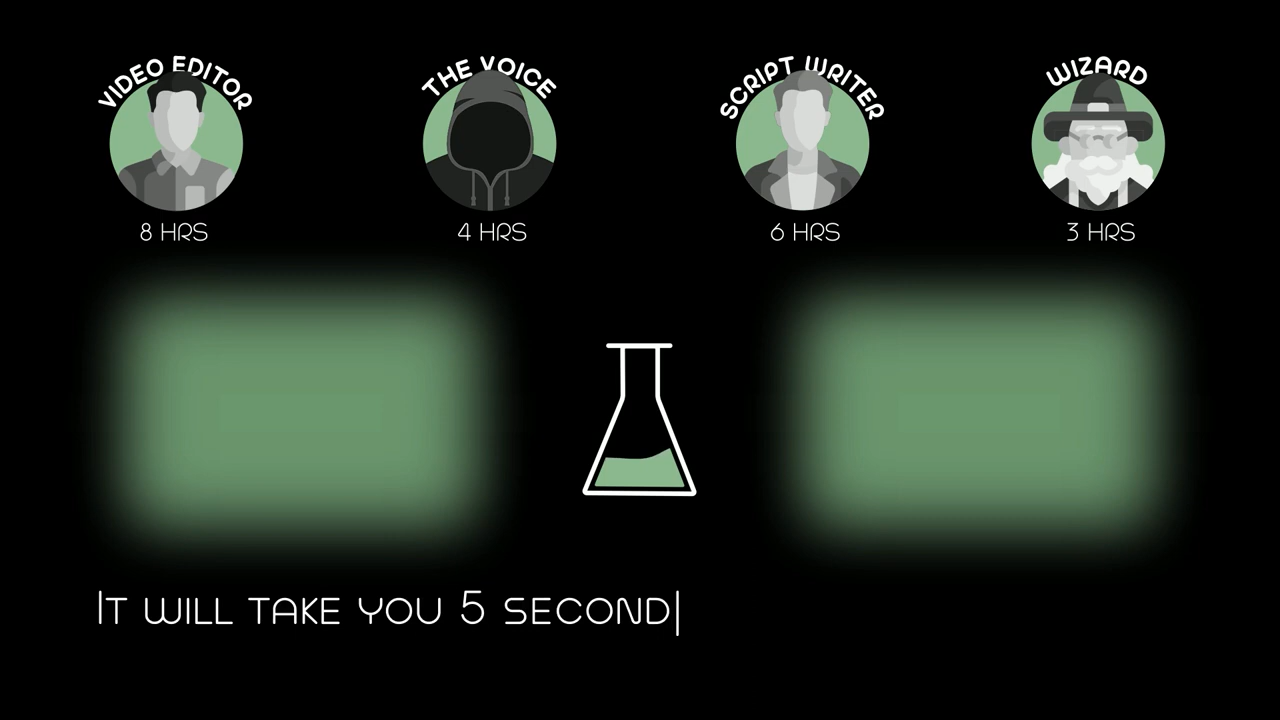 VIDEO EDITOR
THE VOICE
SCRIPT WRITER
WIZARD
8 HRS
4 HRS
6 HRS
3 HRS
IT WILL TAKE YOU 5 SECOND